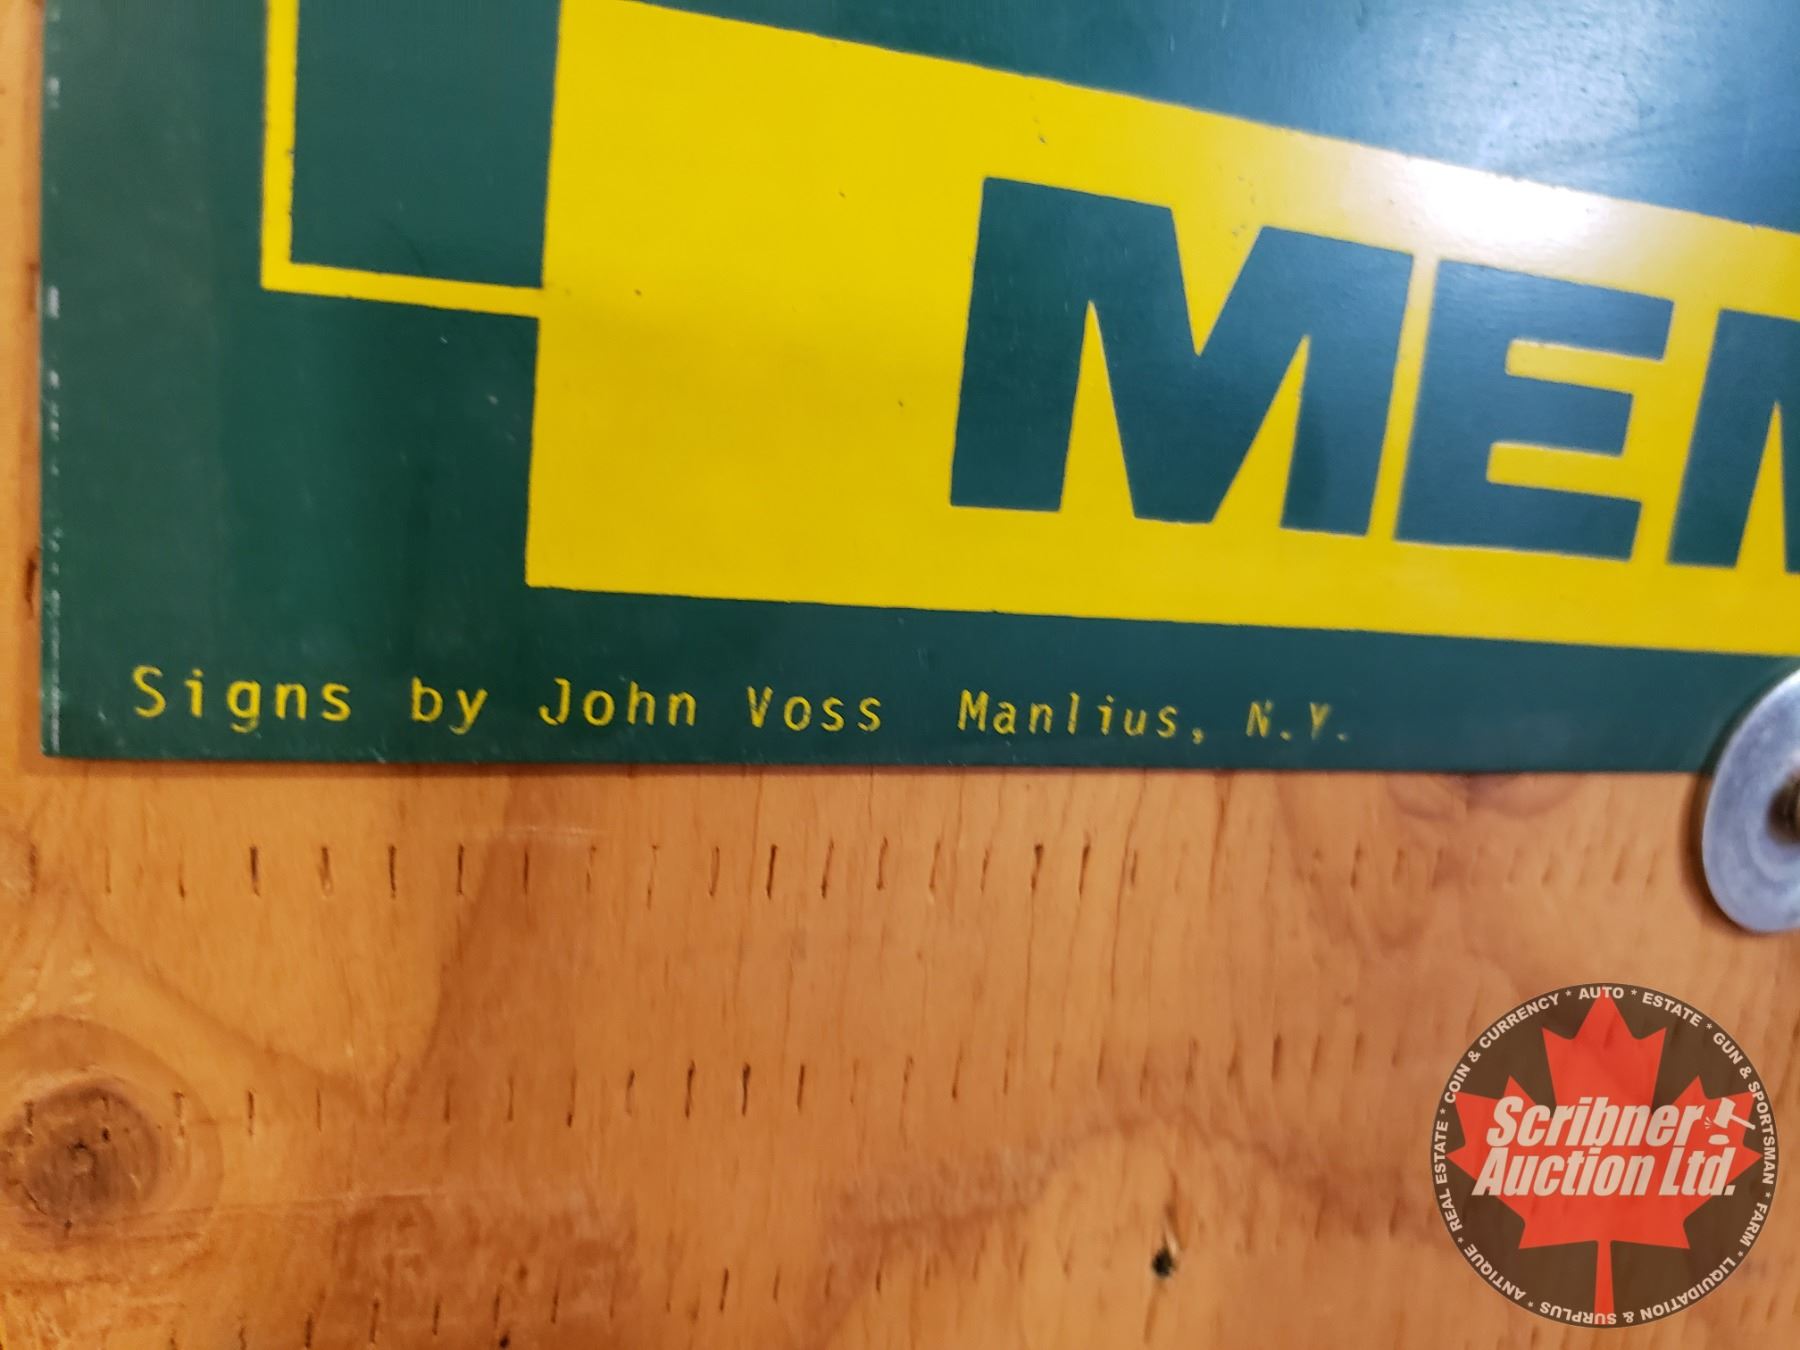 MEM
Signs by John Voss Manlius, N.Y.
COIN & CURRENCY * AUTO * ESTATE * GUN & SPORTSMAN * FARM * LIQUIDATION & SURPLUS * ANTIQUE * REAL ESTATE *
Scribner
Auction Ltd.